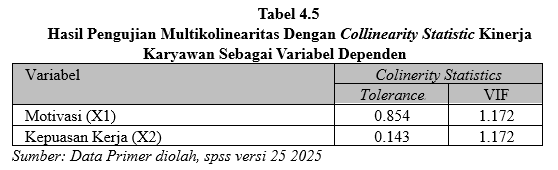 Tabel 4.5
Hasil Pengujian Multikolinearitas Dengan Collinearity Statistic Kinerja
Karyawan Sebagai Variabel Dependen
Variabel Colinerity Statistics
Tolerance VIF
Motivasi (X1) 0.854 1.172
Kepuasan Kerja (X2) 0.143 1.172
Sumber: Data Primer diolah, spss versi 25 2025